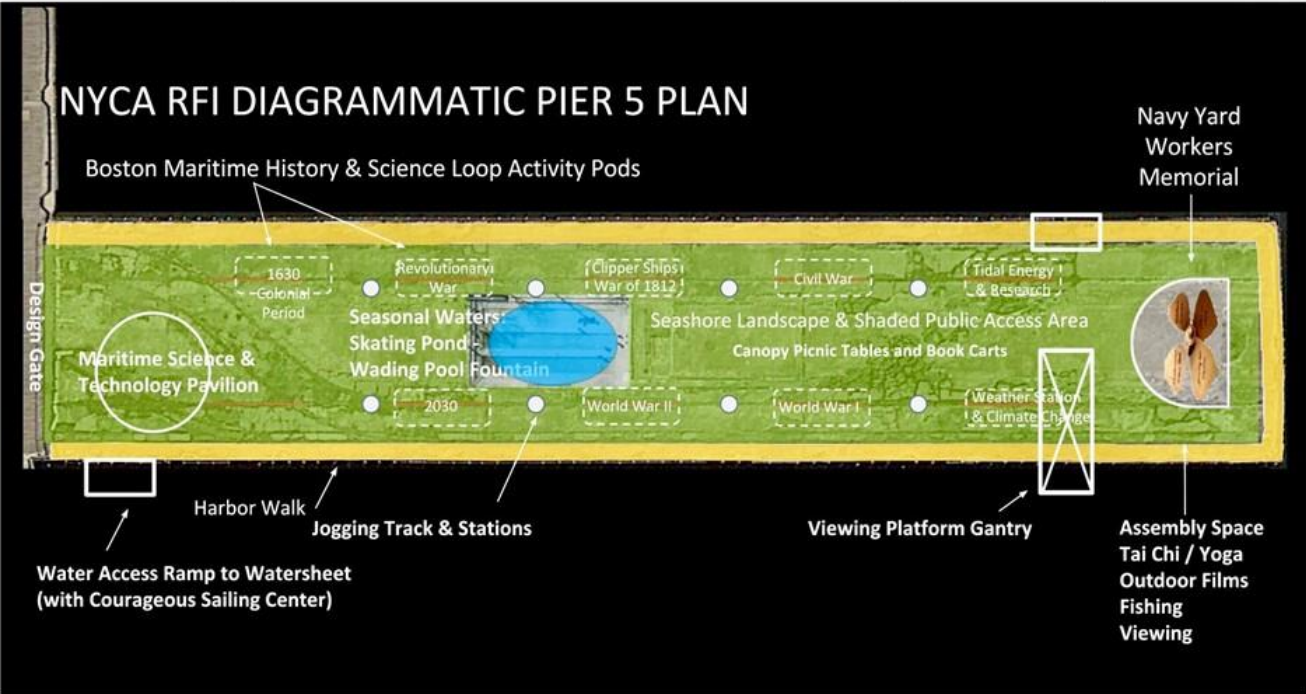 NYCA RFI DIAGRAMMATIC PIER 5 PLAN
Navy Yard
Workers
Memorial
Boston Maritime History & Science Loop Activity Pods
1630
Colonial
Period
Revolutionary
War
Clipper Ships
War of 1812
Civil War
Tidal Energy
& Research
Design Gate
Seasonal Waters:
Skating Pond -
Wading Pool Fountain
Seashore Landscape & Shaded Public Access Area
Canopy Picnic Tables and Book Carts
Maritime Science &
Technology Pavilion
2030
World War II
World War I
Weather Station
& Climate Change
Harbor Walk
Jogging Track & Stations
Viewing Platform Gantry
Assembly Space
Tai Chi / Yoga
Outdoor Films
Fishing
Viewing
Water Access Ramp to Watersheet
(with Courageous Sailing Center)